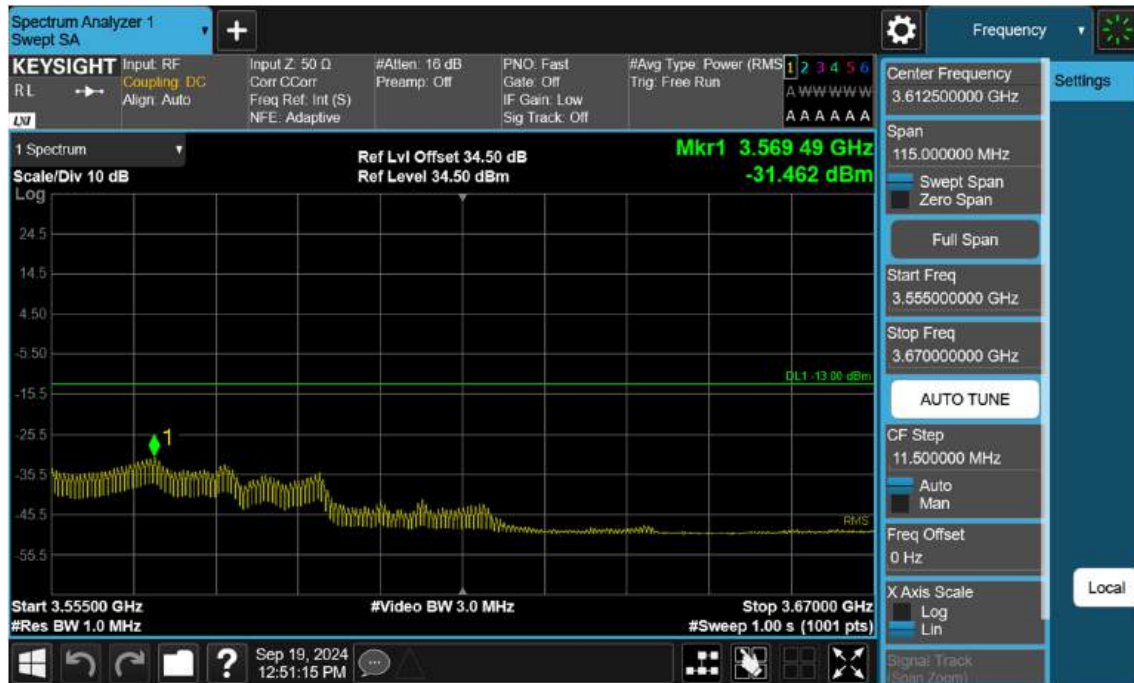 Spectrum Analyzer 1
Swept SA
+
Frequency
KEYSIGHT
RL
LXI
Input: RF
Coupling: DC
Align: Auto
Input Z: 50 Ω
Corr CCorr
Freq Ref: Int (S)
NFE: Adaptive
#Atten: 16 dB
Preamp: Off
PNO: Fast
Gate: Off
IF Gain: Low
Sig Track: Off
#Avg Type: Power (RMS
Trig: Free Run
1 2 3 4 5 6
A W W W W W
A A A A A A
1 Spectrum
Scale/Div 10 dB
Ref Lvl Offset 34.50 dB
Ref Level 34.50 dBm
Mkr1 3.569 49 GHz
-31.462 dBm
Log
24.5
14.5
4.50
-5.50
-15.5
-25.5
-35.5
-45.5
-55.5
DL1 -13.00 dBm
1
RMS
Start 3.55500 GHz
#Res BW 1.0 MHz
#Video BW 3.0 MHz
Stop 3.67000 GHz
#Sweep 1.00 s (1001 pts)
Center Frequency
3.612500000 GHz
Span
115.000000 MHz
Swept Span
Zero Span
Full Span
Start Freq
3.555000000 GHz
Stop Freq
3.670000000 GHz
AUTO TUNE
CF Step
11.500000 MHz
Auto
Man
Freq Offset
0 Hz
X Axis Scale
Log
Lin
Signal Track
(Span Zoom)
Settings
Local
?
Sep 19, 2024
12:51:15 PM